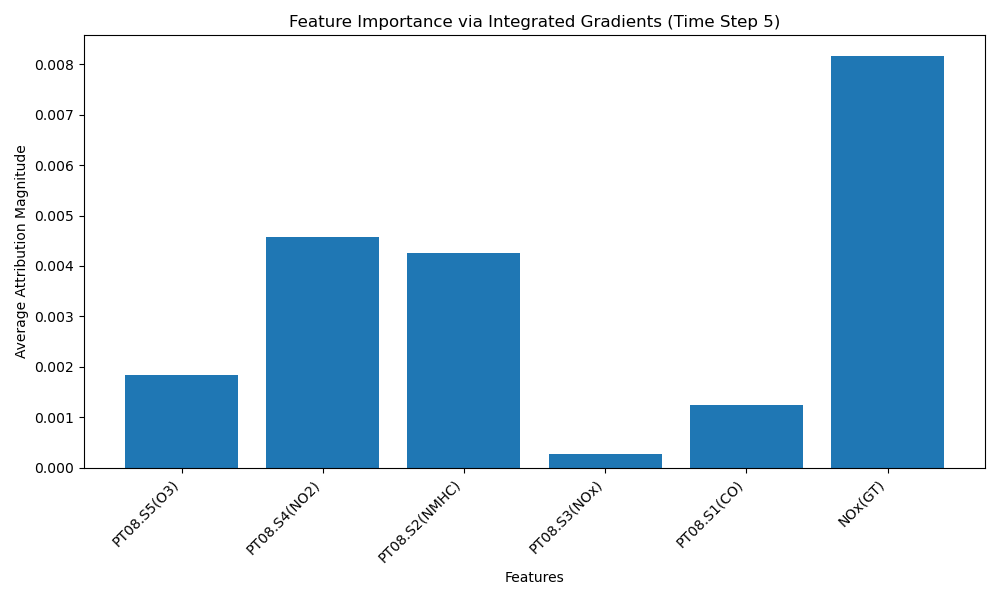 Feature Importance via Integrated Gradients (Time Step 5)
Average Attribution Magnitude
0.008
0.007
0.006
0.005
0.004
0.003
0.002
0.001
0.000
PT08.S5(O3)
PT08.S4(NO2)
PT08.S2(NMHC)
PT08.S3(NOx)
PT08.S1(CO)
NOx(GT)
Features